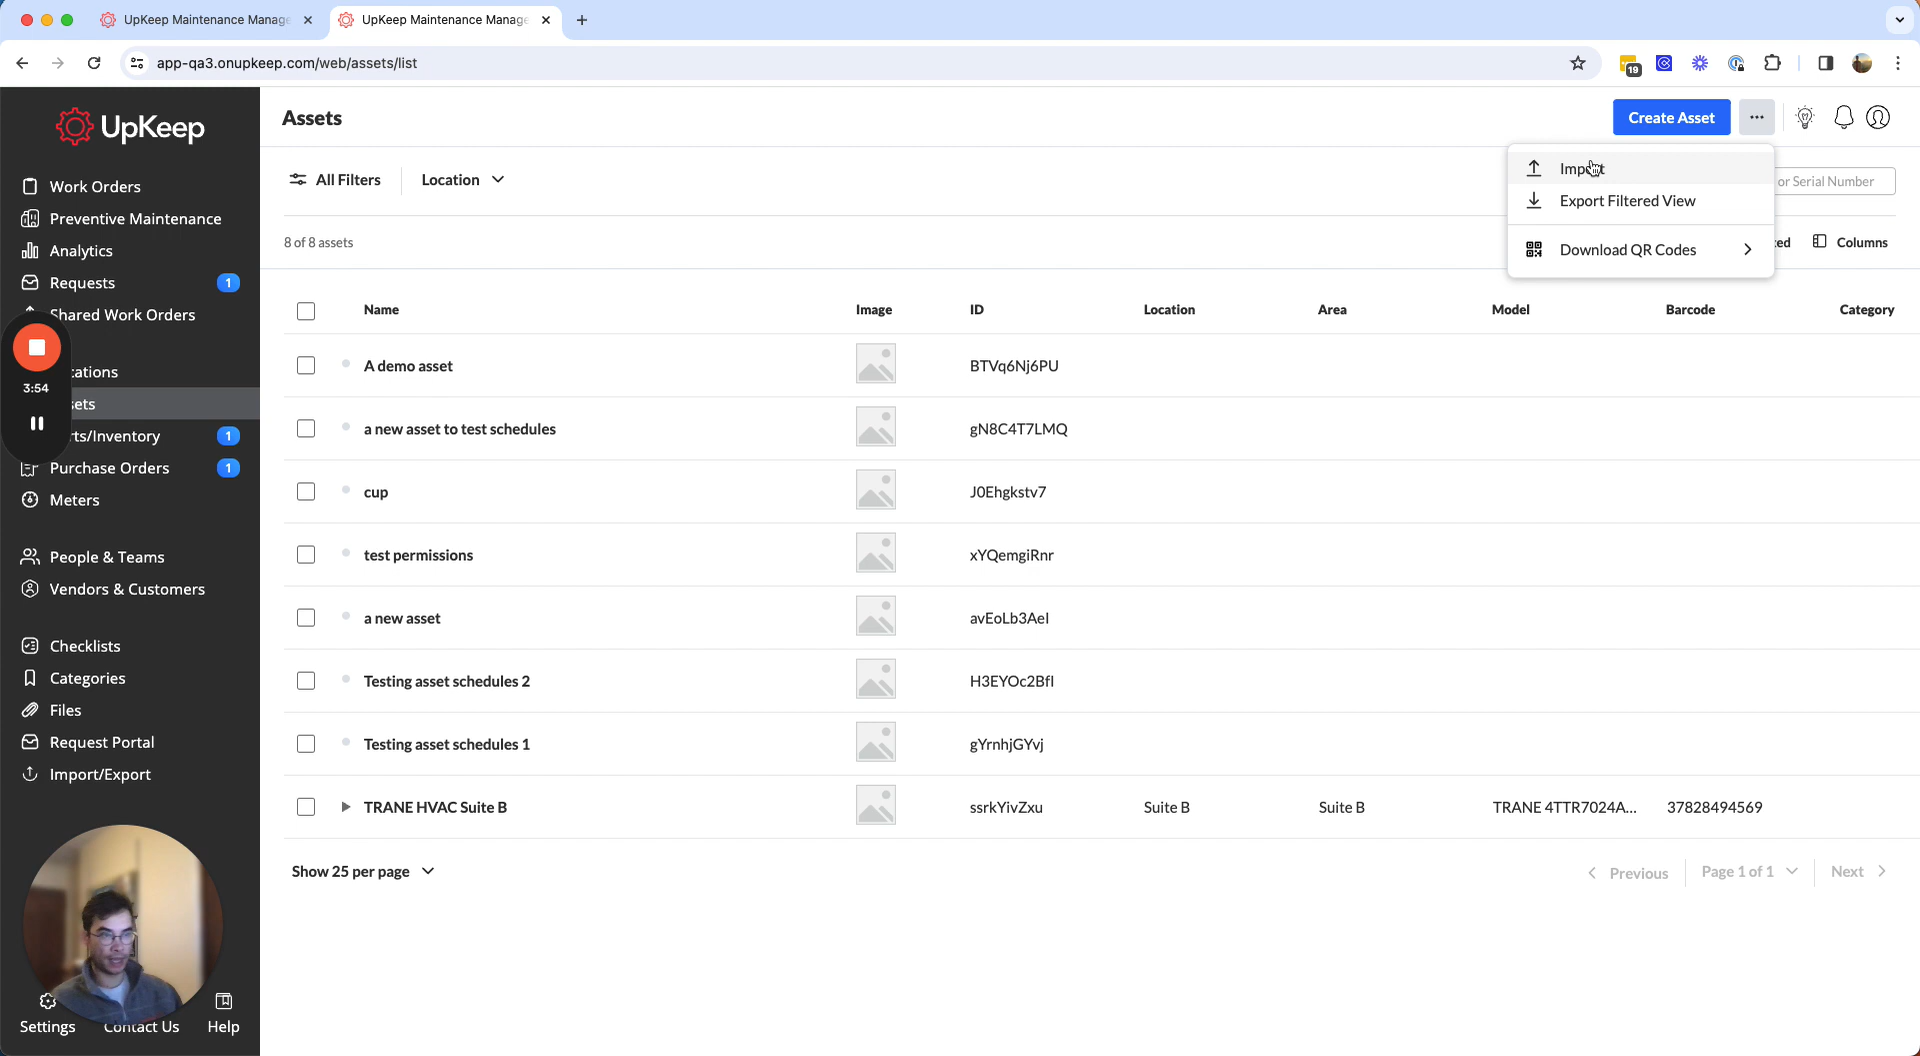 UpKeep Maintenance Manage
UpKeep Maintenance Manage
app-qa3.onupkeep.com/web/assets/list
19
UpKeep
Assets
Create Asset
Work Orders
Preventive Maintenance
Analytics
Requests 1
Shared Work Orders
cations
sets
rts/Inventory 1
Purchase Orders 1
Meters
People & Teams
Vendors & Customers
Checklists
Categories
Files
Request Portal
Import/Export
Settings
Contact Us
Help
3:54
All Filters
Location
Import
Export Filtered View
Download QR Codes
or Serial Number
8 of 8 assets
ted
Columns
Name Image ID Location Area Model Barcode Category
A demo asset BTVq6Nj6PU
a new asset to test schedules gN8C4T7LMQ
cup J0Ehgkstv7
test permissions xYQemgiRnr
a new asset avEoLb3AeI
Testing asset schedules 2 H3EYOc2BfI
Testing asset schedules 1 gYrnhjGYvj
TRANE HVAC Suite B ssrkYivZxu Suite B Suite B TRANE 4TTR7024A... 37828494569
Show 25 per page
Previous
Page 1 of 1
Next